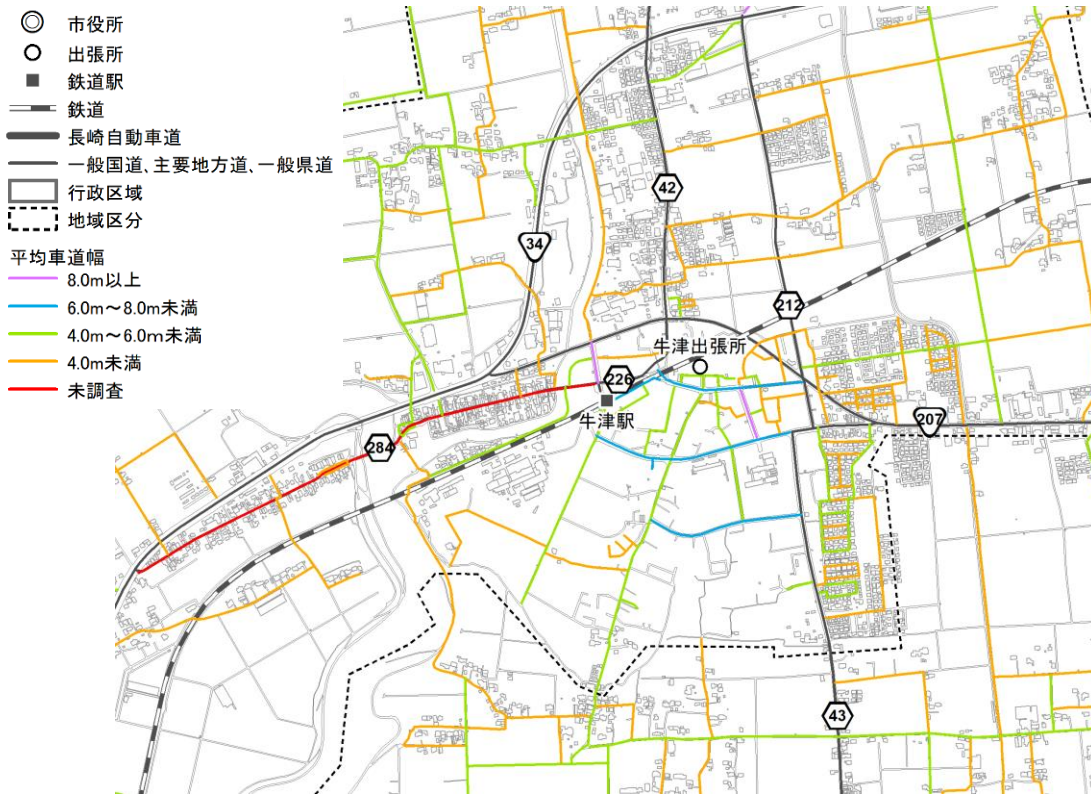 市役所
出張所
鉄道駅
鉄道
長崎自動車道
一般国道、主要地方道、一般県道
行政区域
地域区分
平均車道幅
8.0m以上
6.0m～8.0m未満
4.0m～6.0m未満
4.0m未満
未調査
42
34
212
牛津出張所
226
牛津駅
207
284
43